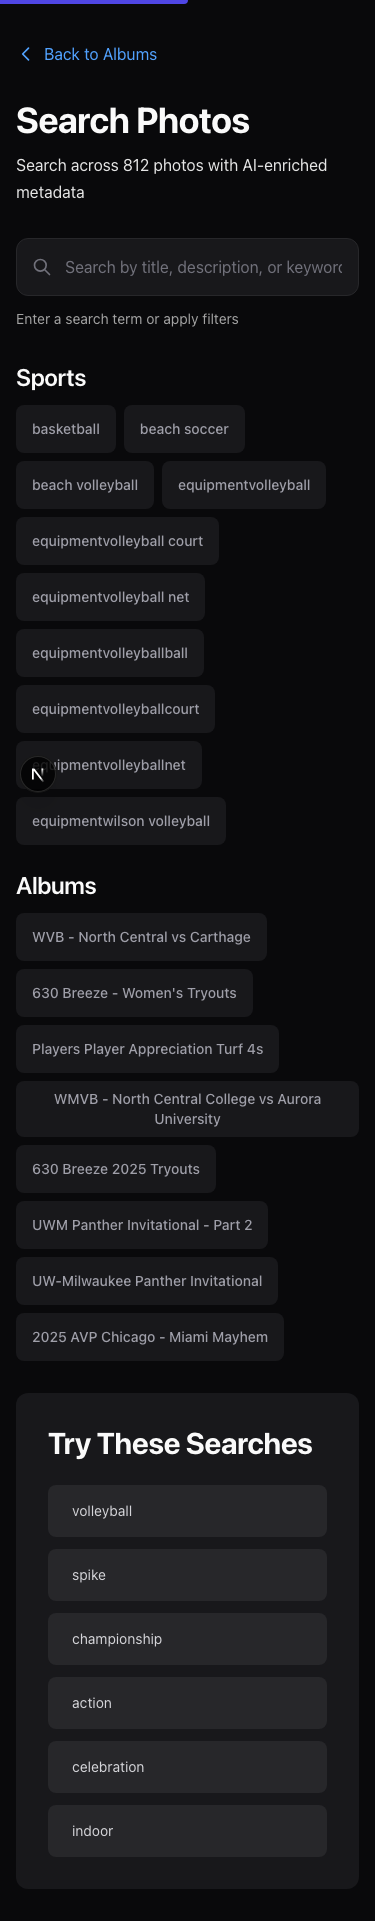 Back to Albums
Search Photos
Search across 812 photos with AI-enriched
metadata
Search by title, description, or keyword
Enter a search term or apply filters
Sports
basketball
beach soccer
beach volleyball
equipmentvolleyball
equipmentvolleyball court
equipmentvolleyball net
equipmentvolleyballball
equipmentvolleyballcourt
equipmentvolleyballnet
N
equipmentwilson volleyball
Albums
WVB - North Central vs Carthage
630 Breeze - Women's Tryouts
Players Player Appreciation Turf 4s
WMVB - North Central College vs Aurora
University
630 Breeze 2025 Tryouts
UWM Panther Invitational - Part 2
UW-Milwaukee Panther Invitational
2025 AVP Chicago - Miami Mayhem
Try These Searches
volleyball
spike
championship
action
celebration
indoor